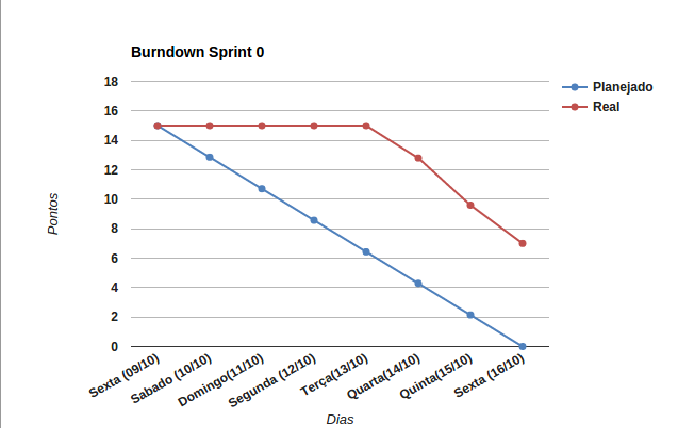 Burndown Sprint 0
18
16
14
12
10
8
6
4
2
0
Pontos
Sexta (09/10)
Sabado (10/10)
Domingo(11/10)
Segunda (12/10)
Terça(13/10)
Quarta(14/10)
Quinta(15/10)
Sexta (16/10)
Dias
Planejado
Real